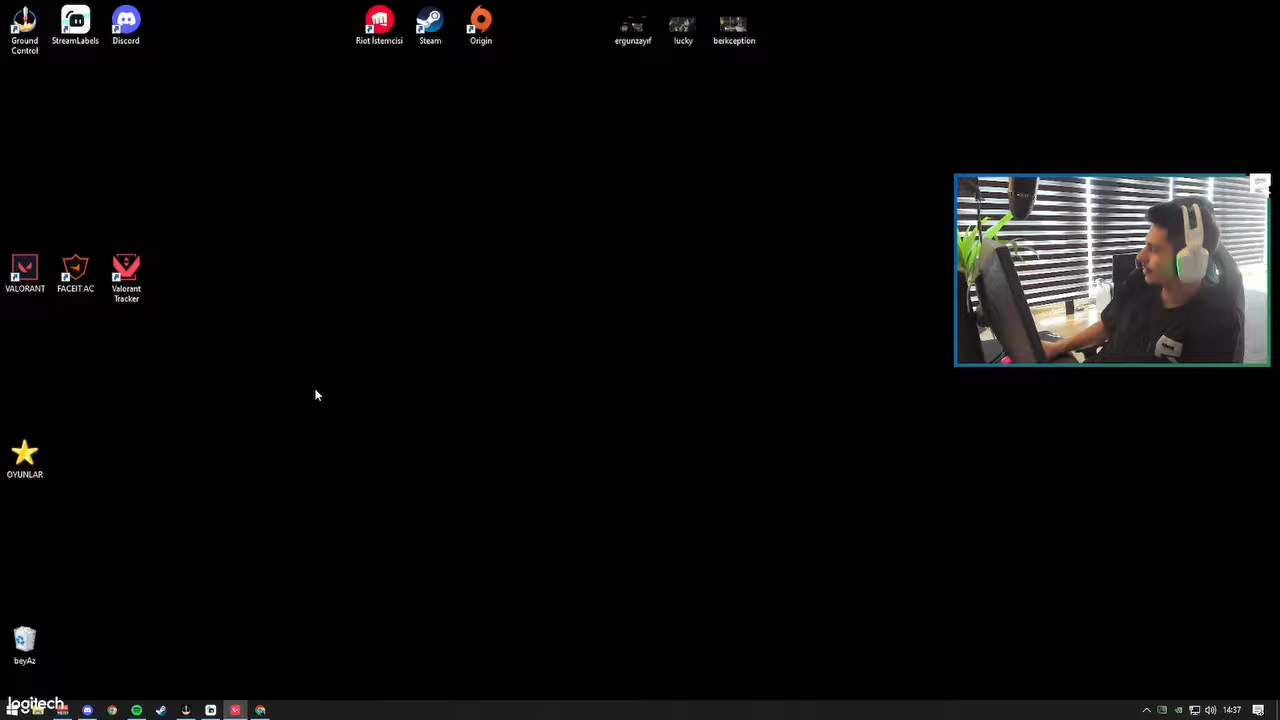 Ground
Control
StreamLabels
Discord
Riot İstemcisi
Steam
Origin
ergunzayıf
lucky
berkception
VALORANT
FACEIT AC
Valorant
Tracker
OYUNLAR
beyAz
logitech
14:37